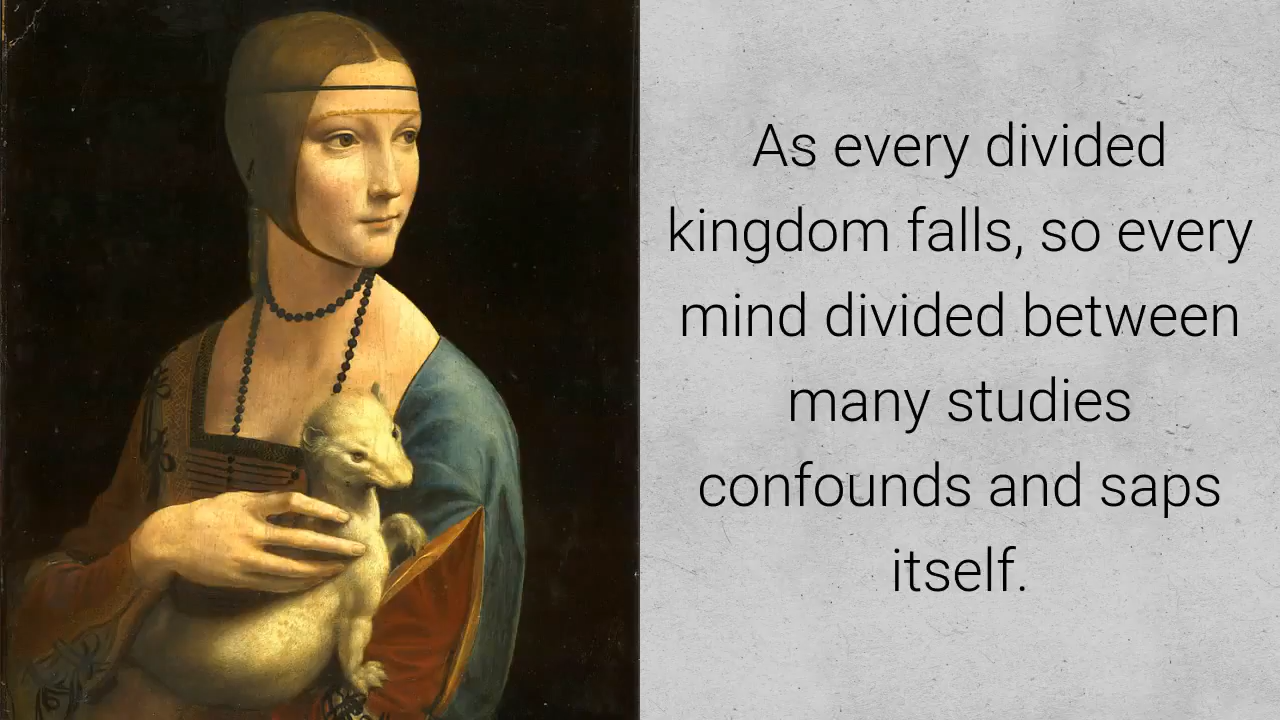 As every divided
kingdom falls, so every
mind divided between
many studies
confounds and saps
itself.